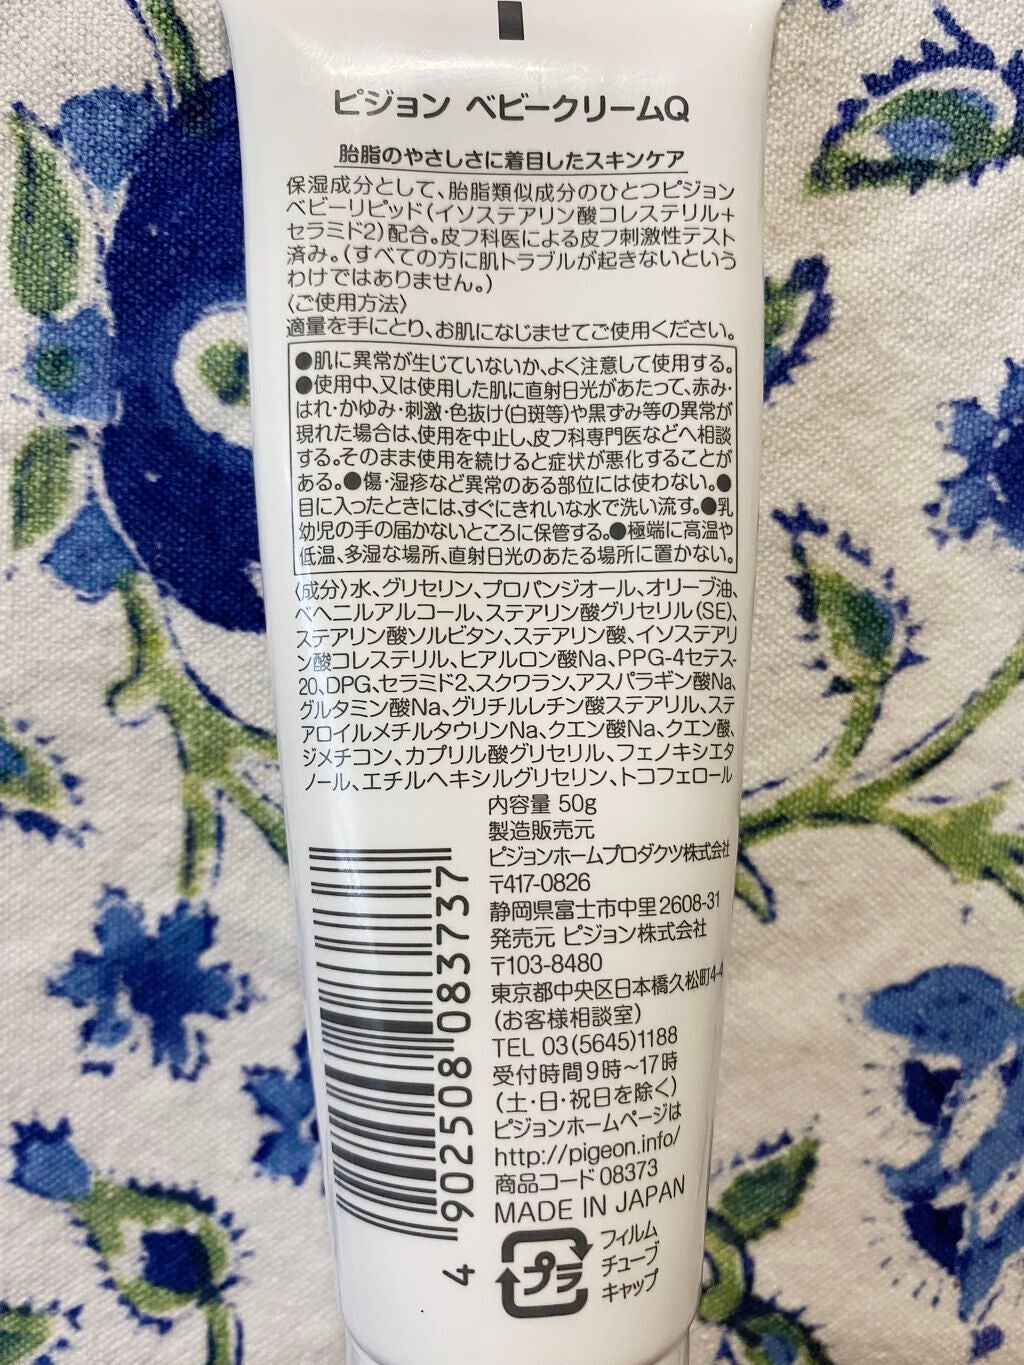 ピジョン ベビークリームQ
胎脂のやさしさに着目したスキンケア
保湿成分として、胎脂類似成分のひとつピジョン
ベビーリピッド(イソステアリン酸コレステリル+
セラミド2)配合。皮フ科医による皮フ刺激性テスト
済み。(すべての方に肌トラブルが起きないという
わけではありません。)
〈ご使用方法〉
適量を手にとり、お肌になじませてご使用ください。
●肌に異常が生じていないか、よく注意して使用する。
●使用中、又は使用した肌に直射日光があたって、赤み・
はれ・かゆみ・刺激・色抜け(白斑等)や黒ずみ等の異常が
現れた場合は、使用を中止し、皮フ科専門医などへ相談
する。そのまま使用を続けると症状が悪化することが
ある。●傷・湿疹など異常のある部位には使わない。●
目に入ったときには、すぐにきれいな水で洗い流す。●乳
幼児の手の届かないところに保管する。●極端に高温や
低温、多湿な場所、直射日光のあたる場所に置かない。
〈成分〉水、グリセリン、プロパンジオール、オリーブ油、
ベヘニルアルコール、ステアリン酸グリセリル(SE)、
ステアリン酸ソルビタン、ステアリン酸、イソステアリ
ン酸コレステリル、ヒアルロン酸Na、PPG-4セテス-
20、DPG、セラミド2、スクワラン、アスパラギン酸Na、
グルタミン酸Na、グリチルレチン酸ステアリル、ステ
アロイルメチルタウリンNa、クエン酸Na、クエン酸、
ジメチコン、カプリル酸グリセリル、フェノキシエタ
ノール、エチルヘキシルグリセリン、トコフェロール
内容量 50g
製造販売元
ピジョンホームプロダクツ株式会社
〒417-0826
静岡県富士市中里2608-31
発売元 ピジョン株式会社
〒103-8480
東京都中央区日本橋久松町4-4
(お客様相談室)
TEL 03(5645)1188
受付時間9時～17時
(土・日・祝日を除く)
ピジョンホームページは
http://pigeon.info/
商品コード 08373
MADE IN JAPAN
4 902508 083737
プラ
フィルム
チューブ
キャップ